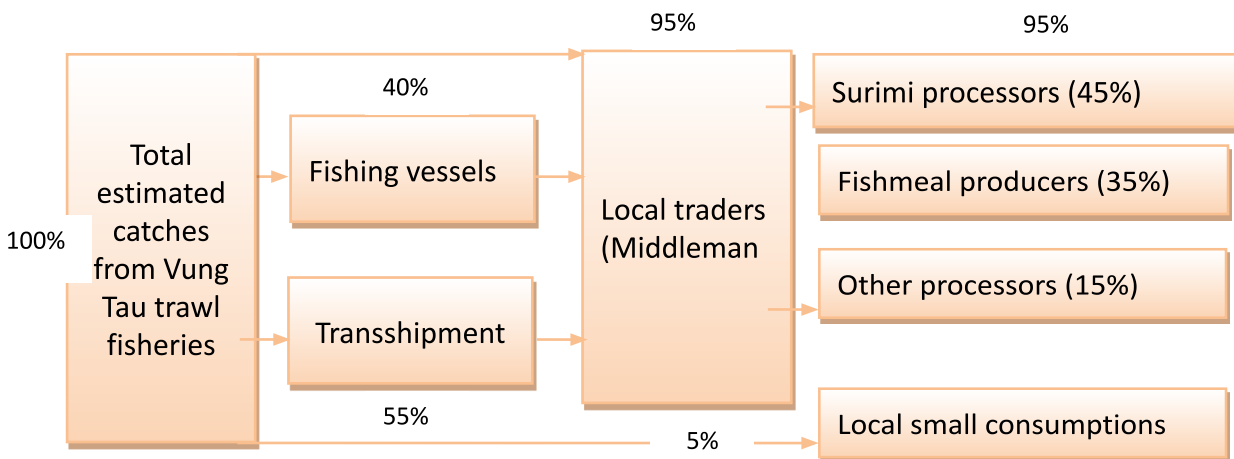 95%
95%
40%
Surimi processors (45%)
Total
estimated
catches
from Vung
Tau trawl
fisheries
Fishing vessels
Fishmeal producers (35%)
Local traders
(Middleman
100%
Other processors (15%)
Transshipment
55%
5%
Local small consumptions